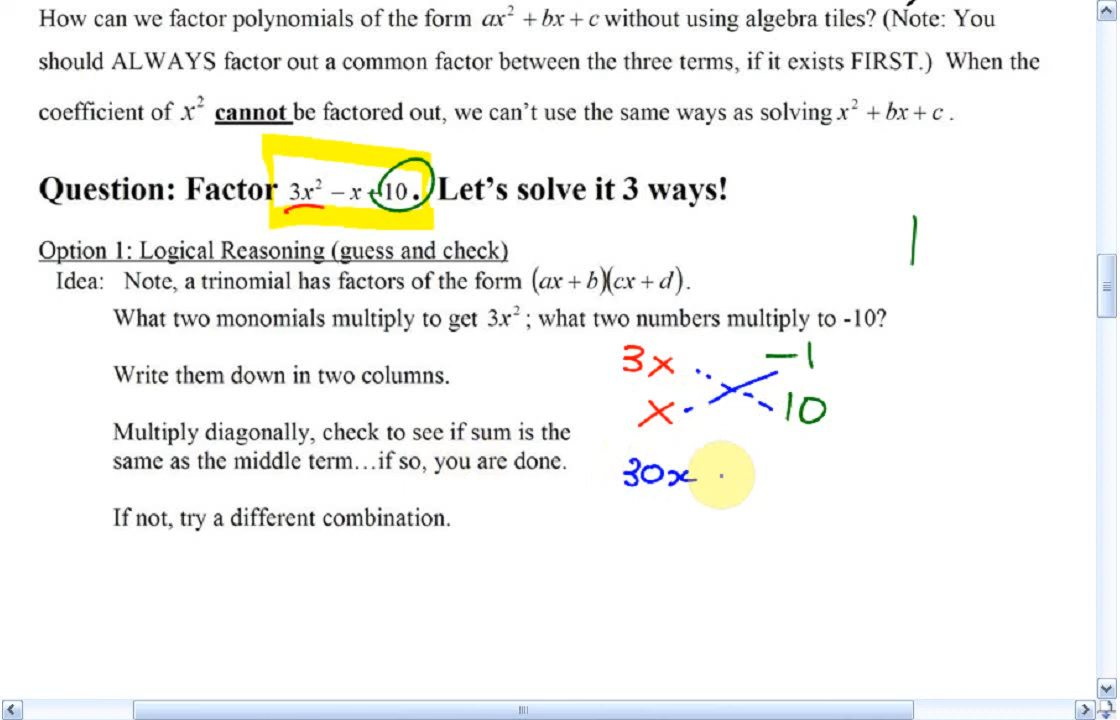 How can we factor polynomials of the form ax² + bx + c without using algebra tiles? (Note: You
should ALWAYS factor out a common factor between the three terms, if it exists FIRST.) When the
coefficient of x² cannot be factored out, we can't use the same ways as solving x² + bx + c .
Question: Factor 3x² − x − 10 . Let's solve it 3 ways!
Option 1: Logical Reasoning (guess and check)
Idea: Note, a trinomial has factors of the form (ax + b)(cx + d).
What two monomials multiply to get 3x² ; what two numbers multiply to -10?
3x −1
Write them down in two columns.
x 10
Multiply diagonally, check to see if sum is the
same as the middle term…if so, you are done.
30x
If not, try a different combination.